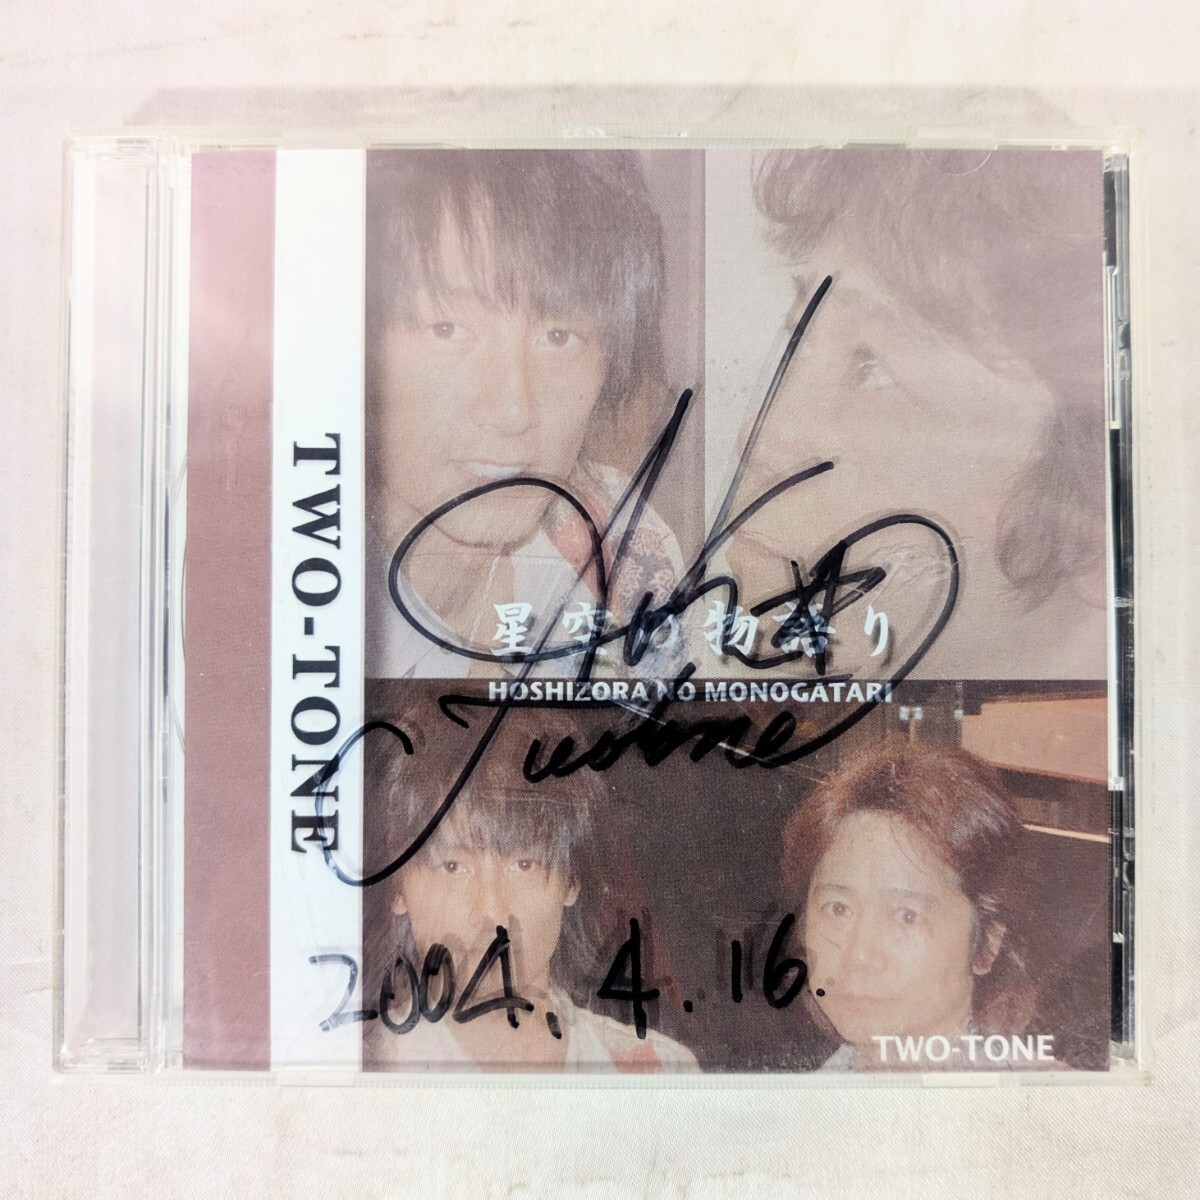 TWO-TONE
星空の物語り
HOSHIZORA NO MONOGATARI
2004.4.16.
TWO-TONE